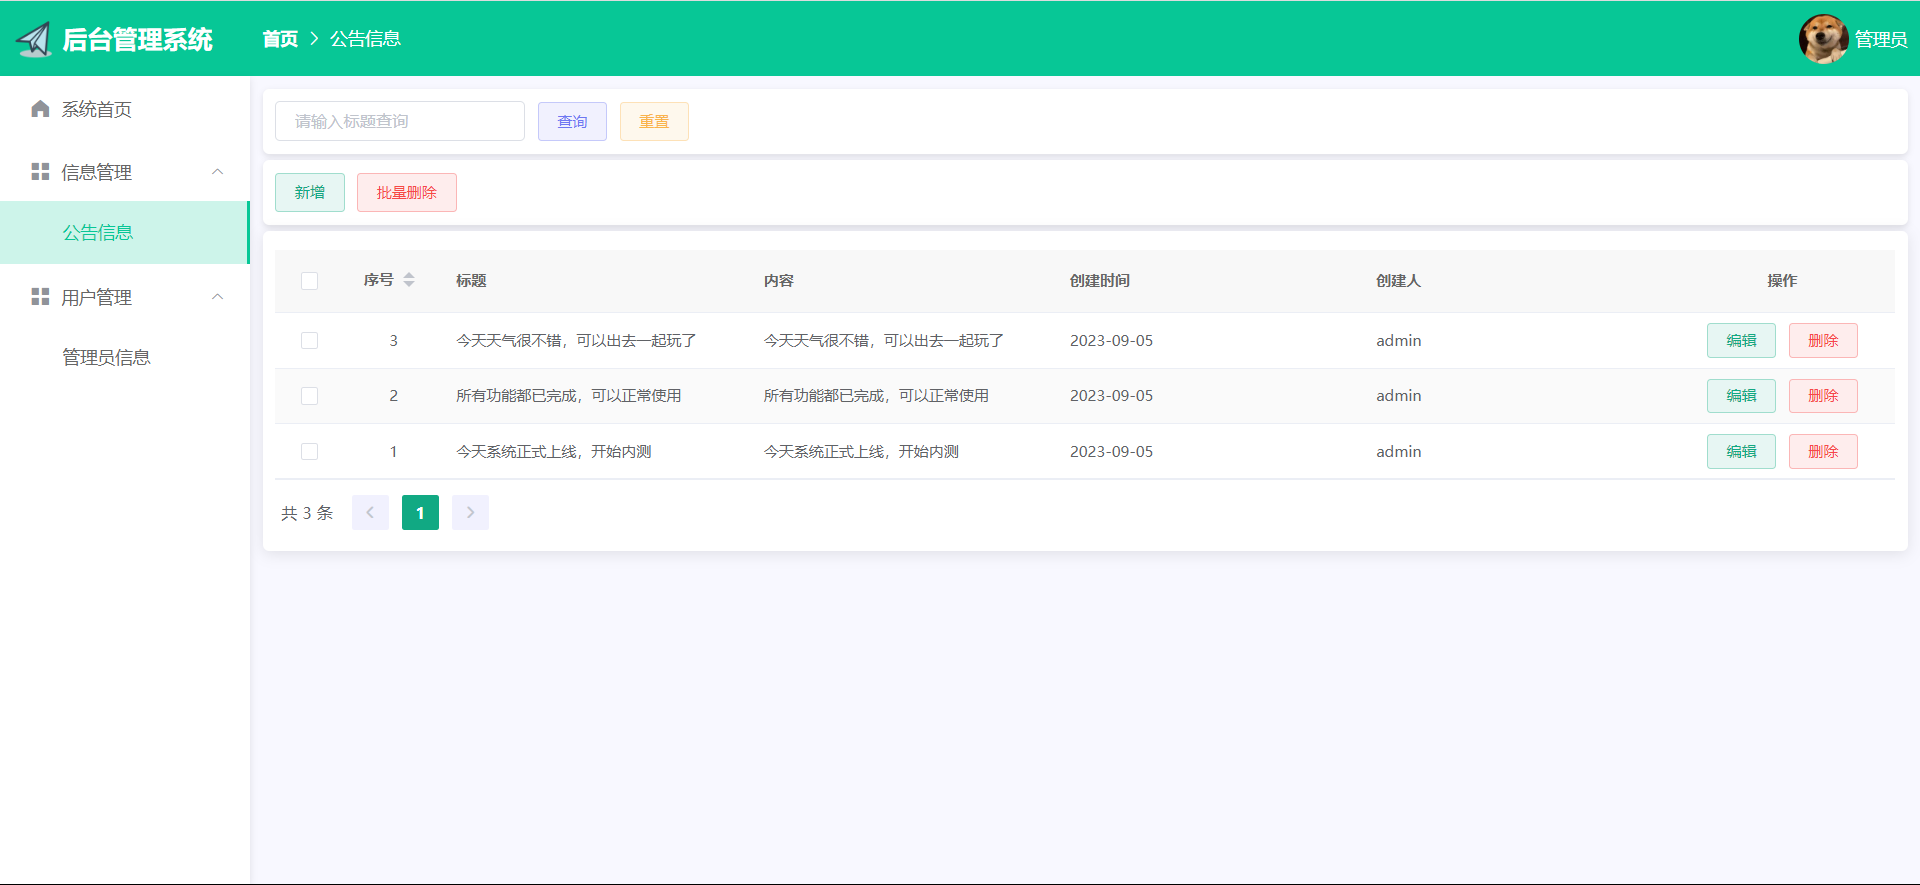 后台管理系统
首页 > 公告信息
管理员
系统首页
信息管理
公告信息
用户管理
管理员信息
请输入标题查询 查询 重置
新增 批量删除
序号 标题 内容 创建时间 创建人 操作
3 今天天气很不错，可以出去一起玩了 今天天气很不错，可以出去一起玩了 2023-09-05 admin 编辑 删除
2 所有功能都已完成，可以正常使用 所有功能都已完成，可以正常使用 2023-09-05 admin 编辑 删除
1 今天系统正式上线，开始内测 今天系统正式上线，开始内测 2023-09-05 admin 编辑 删除
共 3 条 1